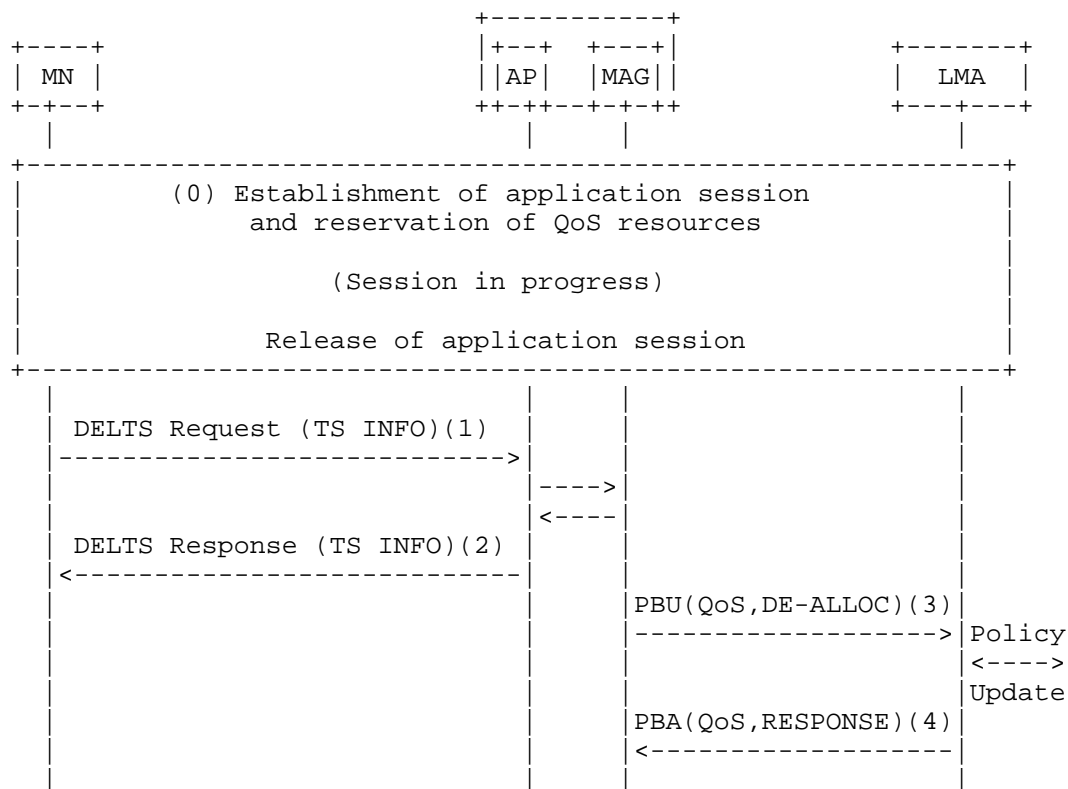 MN AP MAG LMA
(0) Establishment of application session
and reservation of QoS resources
(Session in progress)
Release of application session
DELTS Request (TS INFO)(1)
DELTS Response (TS INFO)(2)
PBU(QoS,DE-ALLOC)(3)
Policy
Update
PBA(QoS,RESPONSE)(4)